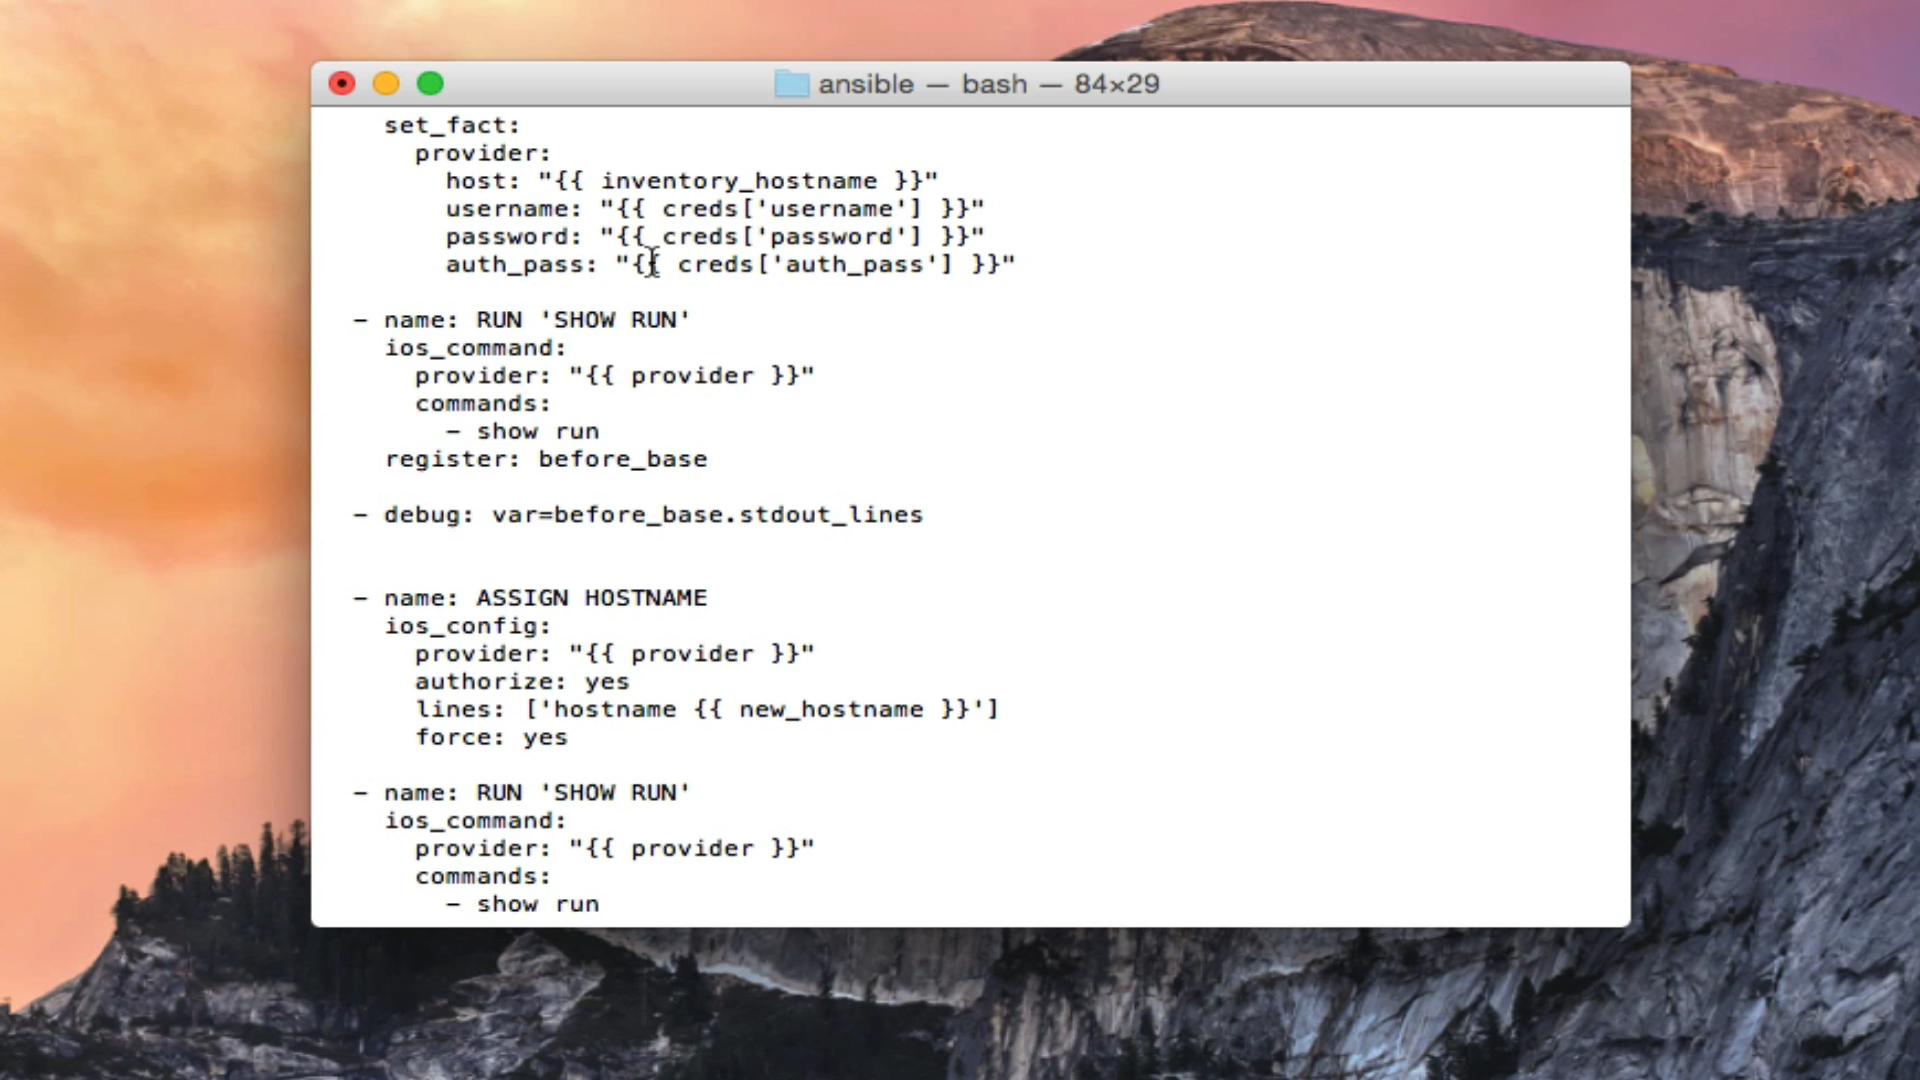 ansible — bash — 84×29
set_fact:
provider:
host: "{{ inventory_hostname }}"
username: "{{ creds['username'] }}"
password: "{{ creds['password'] }}"
auth_pass: "{{ creds['auth_pass'] }}"
- name: RUN 'SHOW RUN'
ios_command:
provider: "{{ provider }}"
commands:
- show run
register: before_base
- debug: var=before_base.stdout_lines
- name: ASSIGN HOSTNAME
ios_config:
provider: "{{ provider }}"
authorize: yes
lines: ['hostname {{ new_hostname }}']
force: yes
- name: RUN 'SHOW RUN'
ios_command:
provider: "{{ provider }}"
commands:
- show run